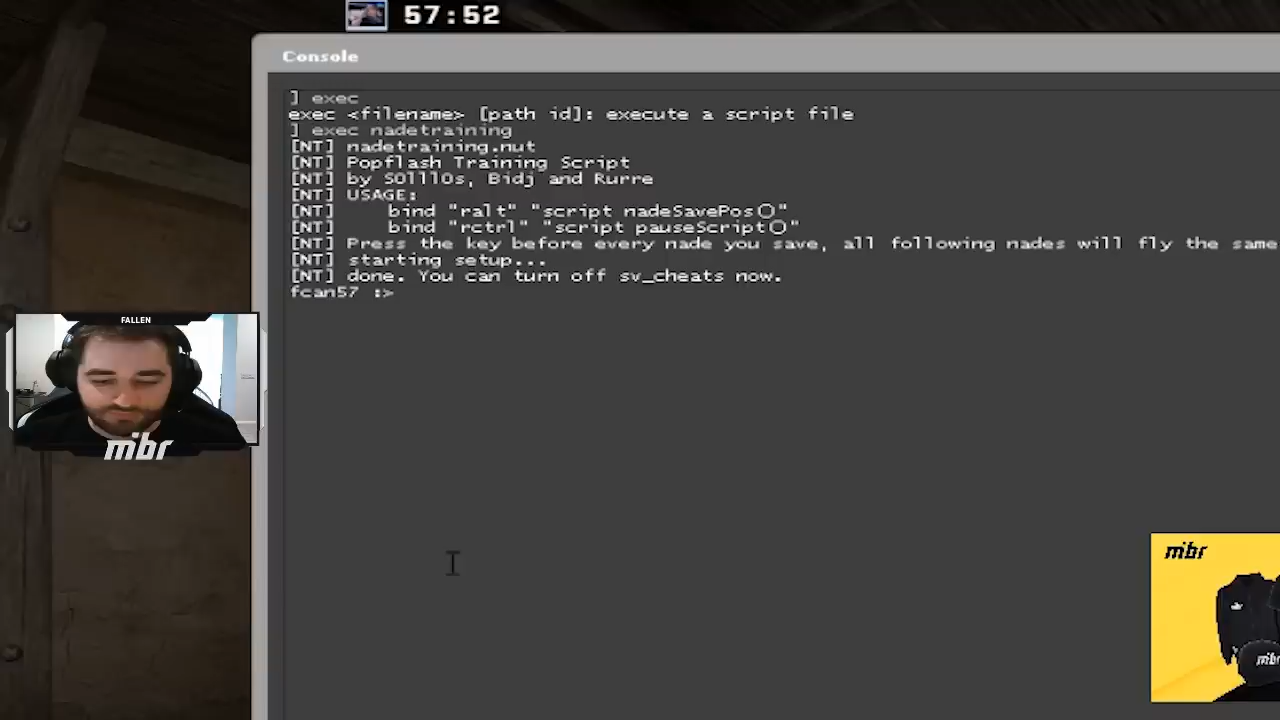 57:52
Console
] exec
exec <filename> [path id]: execute a script file
] exec nadetraining
[NT] nadetraining.nut
[NT] Popflash Training Script
[NT] by S0lll0s, Bidj and Rurre
[NT] USAGE:
[NT]     bind "ralt" "script nadeSavePos()"
[NT]     bind "rctrl" "script pauseScript()"
[NT] Press the key before every nade you save, all following nades will fly the same
[NT] starting setup...
[NT] done. You can turn off sv_cheats now.
fcan57 :>
FALLEN
mibr
mibr
mibr